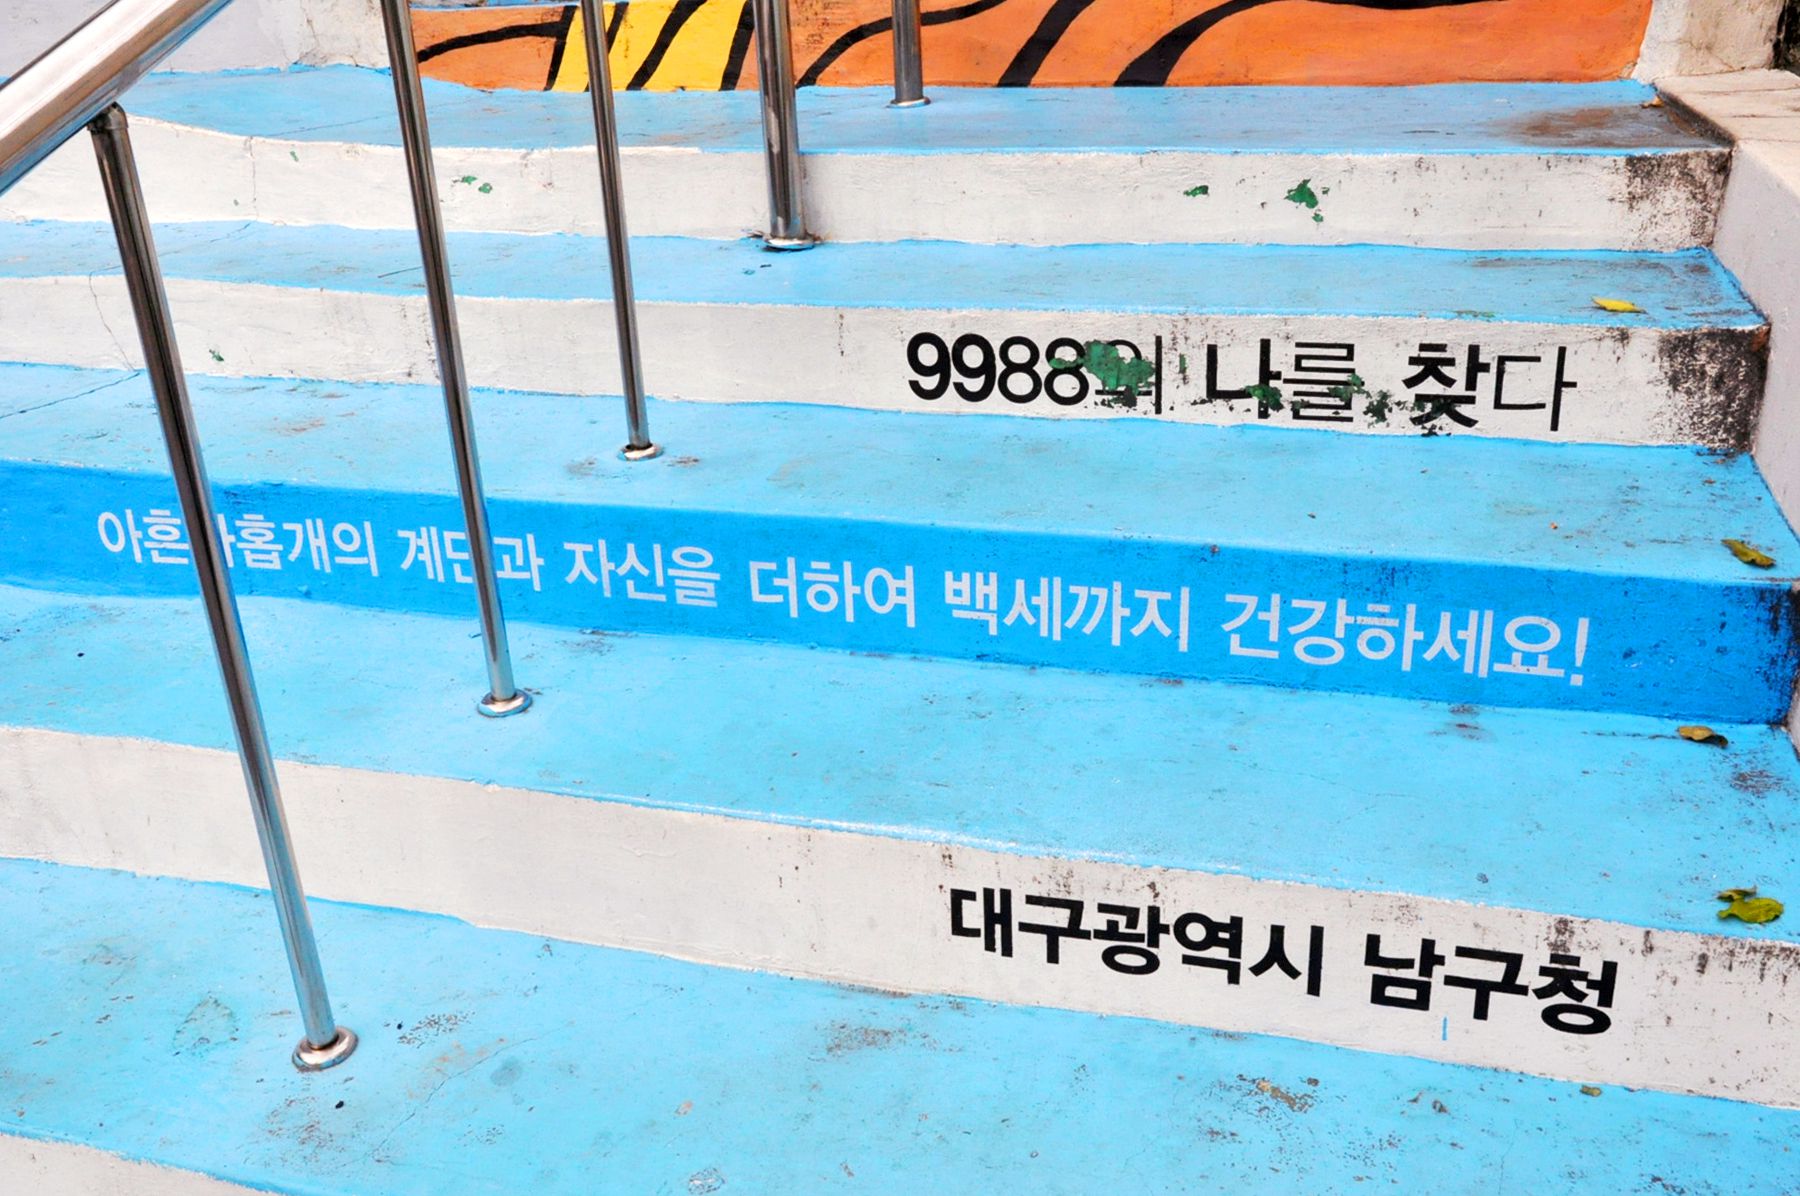 9988의 나를 찾다
아흔아홉개의 계단과 자신을 더하여 백세까지 건강하세요!
대구광역시 남구청